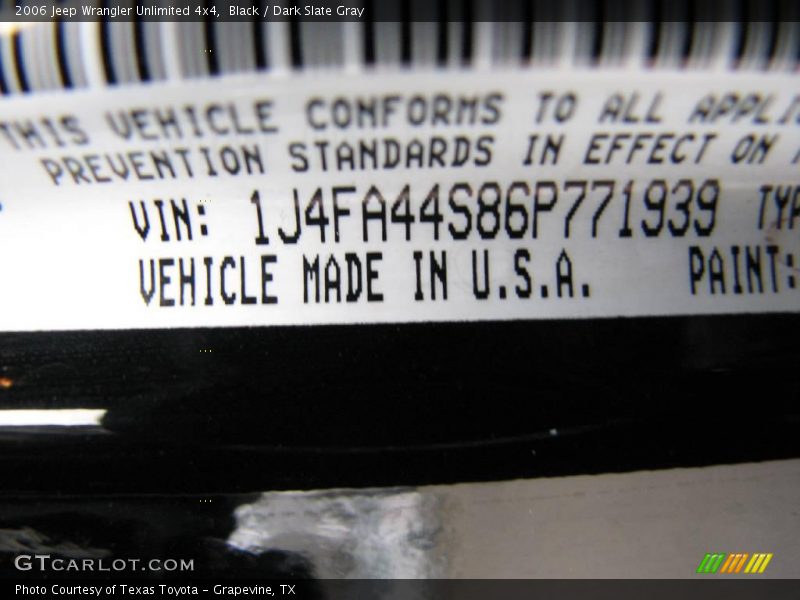 2006 Jeep Wrangler Unlimited 4x4, Black / Dark Slate Gray
THIS VEHICLE CONFORMS TO ALL APPLI
PREVENTION STANDARDS IN EFFECT ON
VIN: 1J4FA44S86P771939 TYP
VEHICLE MADE IN U.S.A. PAINT:
GTCARLOT.COM
Photo Courtesy of Texas Toyota - Grapevine, TX